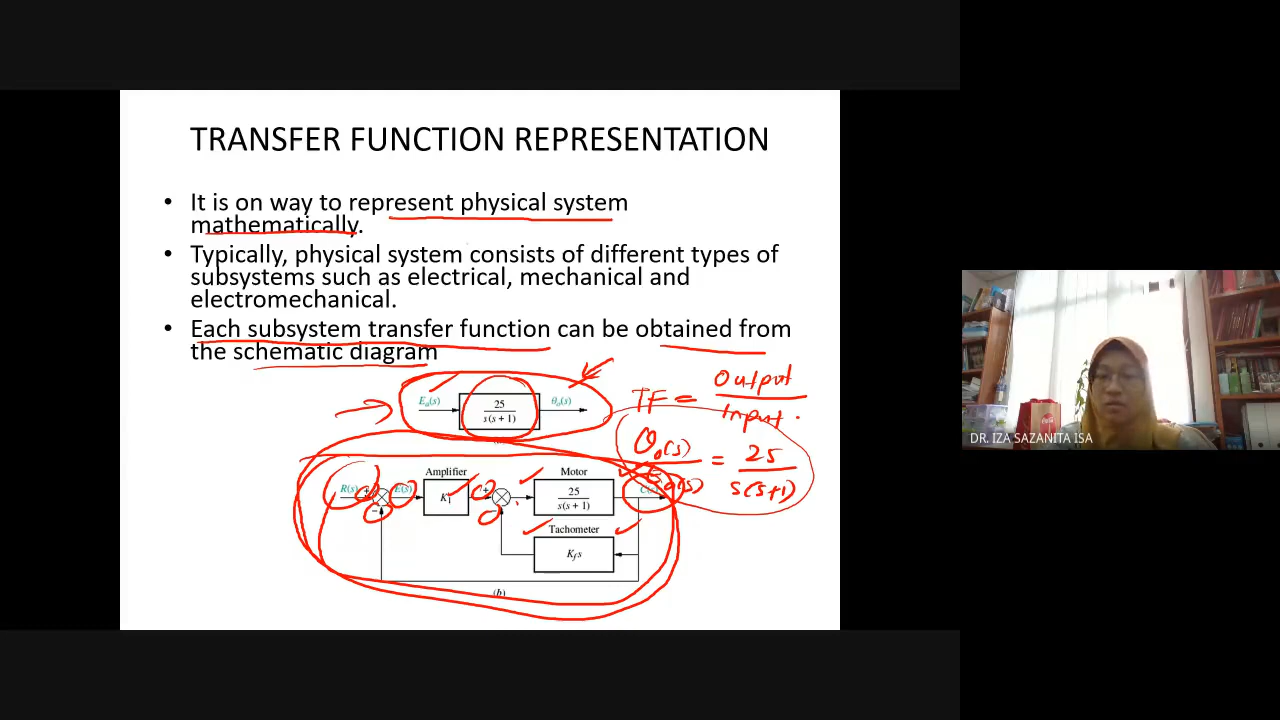 TRANSFER FUNCTION REPRESENTATION
• It is on way to represent physical system
mathematically.
• Typically, physical system consists of different types of
subsystems such as electrical, mechanical and
electromechanical.
• Each subsystem transfer function can be obtained from
the schematic diagram
Eₐ(s)
25
s(s + 1)
θₒ(s)
TF = Output
Input.
θₒ(s)
Eₐ(s)
= 25
s(s+1)
Amplifier
Motor
R(s)
+
−
E(s)
K₁
+
−
25
s(s + 1)
C(s)
Tachometer
K_f s
(b)
DR. IZA SAZANITA ISA